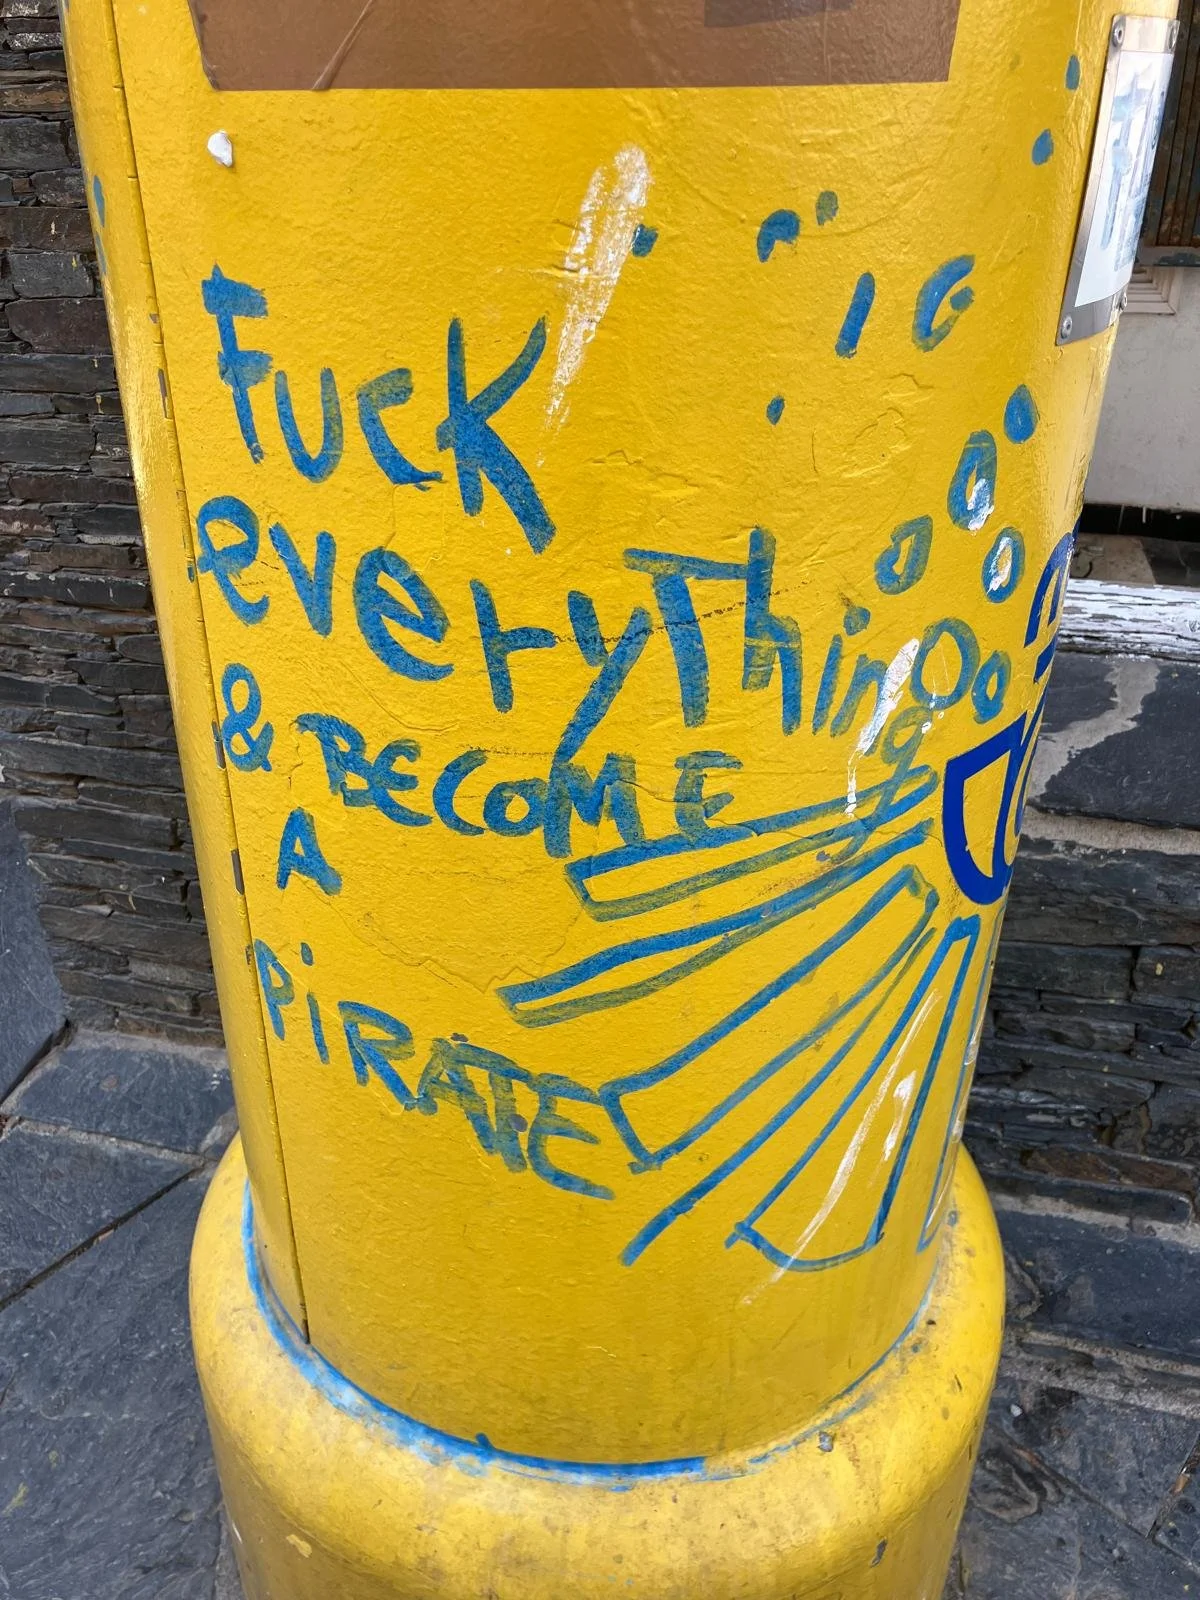 Fuck
everyThing
& BECOME
A
PiRATE